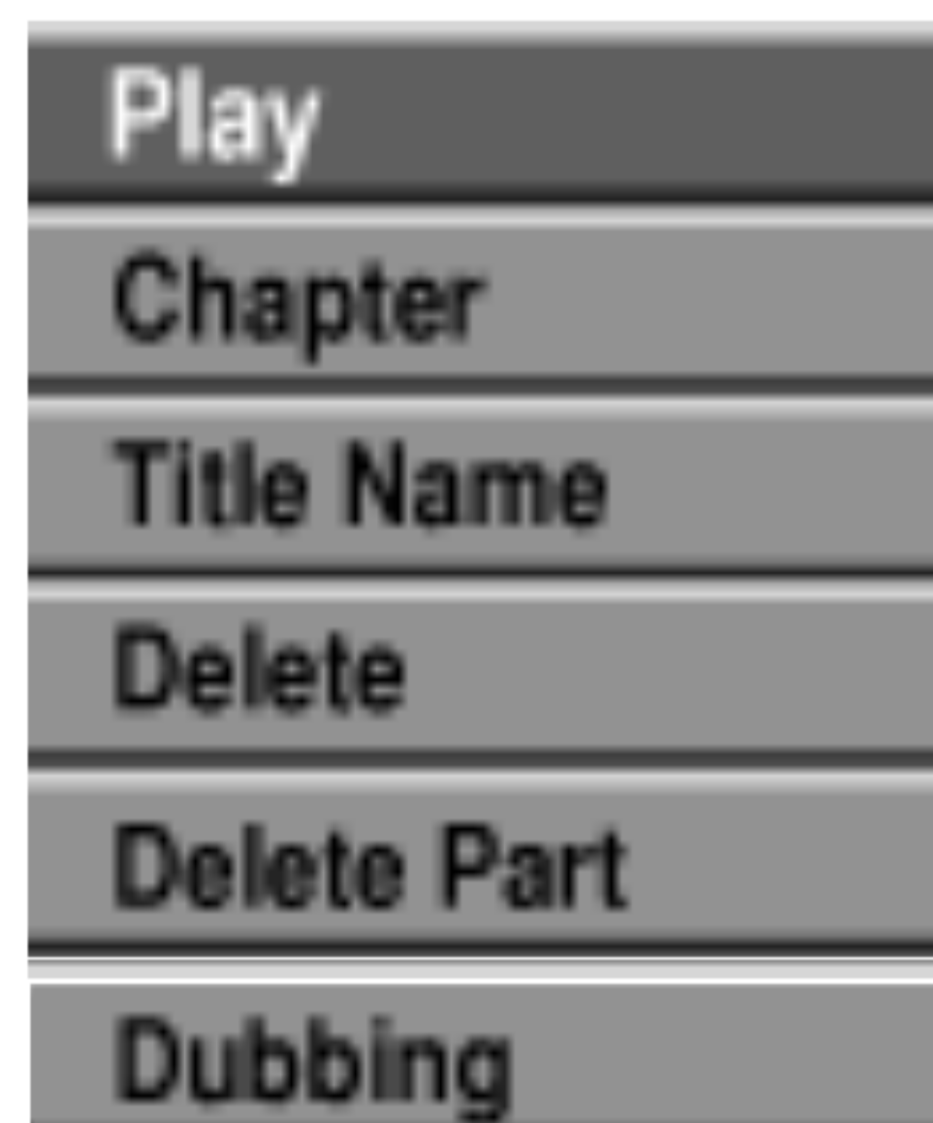 Play
Chapter
Title Name
Delete
Delete Part
Dubbing